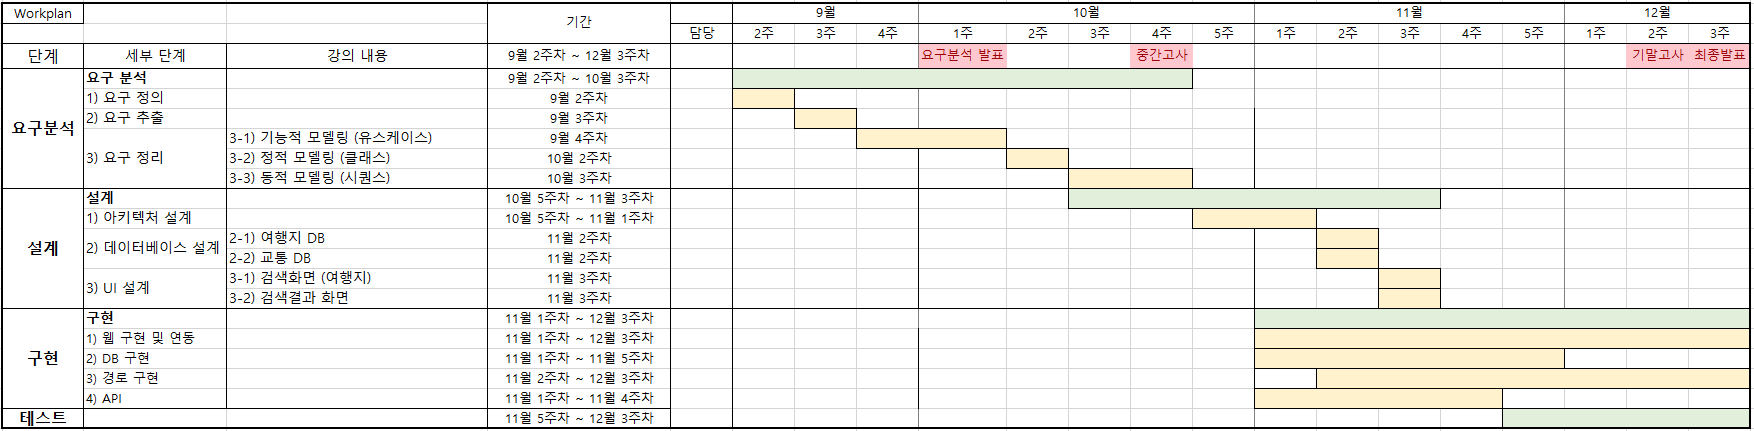 Workplan 기간 9월 10월 11월 12월
담당 2주 3주 4주 1주 2주 3주 4주 5주 1주 2주 3주 4주 5주 1주 2주 3주
단계 세부 단계 강의 내용 9월 2주차 ~ 12월 3주차 요구분석 발표 중간고사 기말고사 최종발표
요구분석
요구 분석 9월 2주차 ~ 10월 3주차
1) 요구 정의 9월 2주차
2) 요구 추출 9월 3주차
3) 요구 정리
3-1) 기능적 모델링 (유스케이스) 9월 4주차
3-2) 정적 모델링 (클래스) 10월 2주차
3-3) 동적 모델링 (시퀀스) 10월 3주차
설계
설계 10월 5주차 ~ 11월 3주차
1) 아키텍처 설계 10월 5주차 ~ 11월 1주차
2) 데이터베이스 설계
2-1) 여행지 DB 11월 2주차
2-2) 교통 DB 11월 2주차
3) UI 설계
3-1) 검색화면 (여행지) 11월 3주차
3-2) 검색결과 화면 11월 3주차
구현
구현 11월 1주차 ~ 12월 3주차
1) 웹 구현 및 연동 11월 1주차 ~ 12월 3주차
2) DB 구현 11월 1주차 ~ 11월 5주차
3) 경로 구현 11월 2주차 ~ 12월 3주차
4) API 11월 1주차 ~ 11월 4주차
테스트 11월 5주차 ~ 12월 3주차